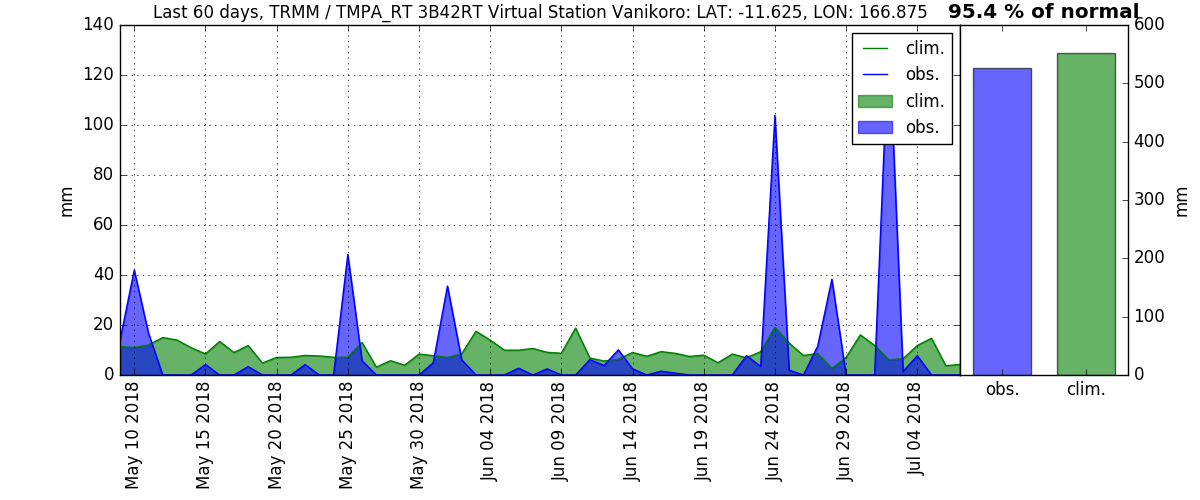 Last 60 days, TRMM / TMPA_RT 3B42RT Virtual Station Vanikoro: LAT: -11.625, LON: 166.875
95.4 % of normal
140
120
100
80
60
40
20
0
mm
clim.
obs.
clim.
obs.
May 10 2018
May 15 2018
May 20 2018
May 25 2018
May 30 2018
Jun 04 2018
Jun 09 2018
Jun 14 2018
Jun 19 2018
Jun 24 2018
Jun 29 2018
Jul 04 2018
600
500
400
300
200
100
0
mm
obs.
clim.